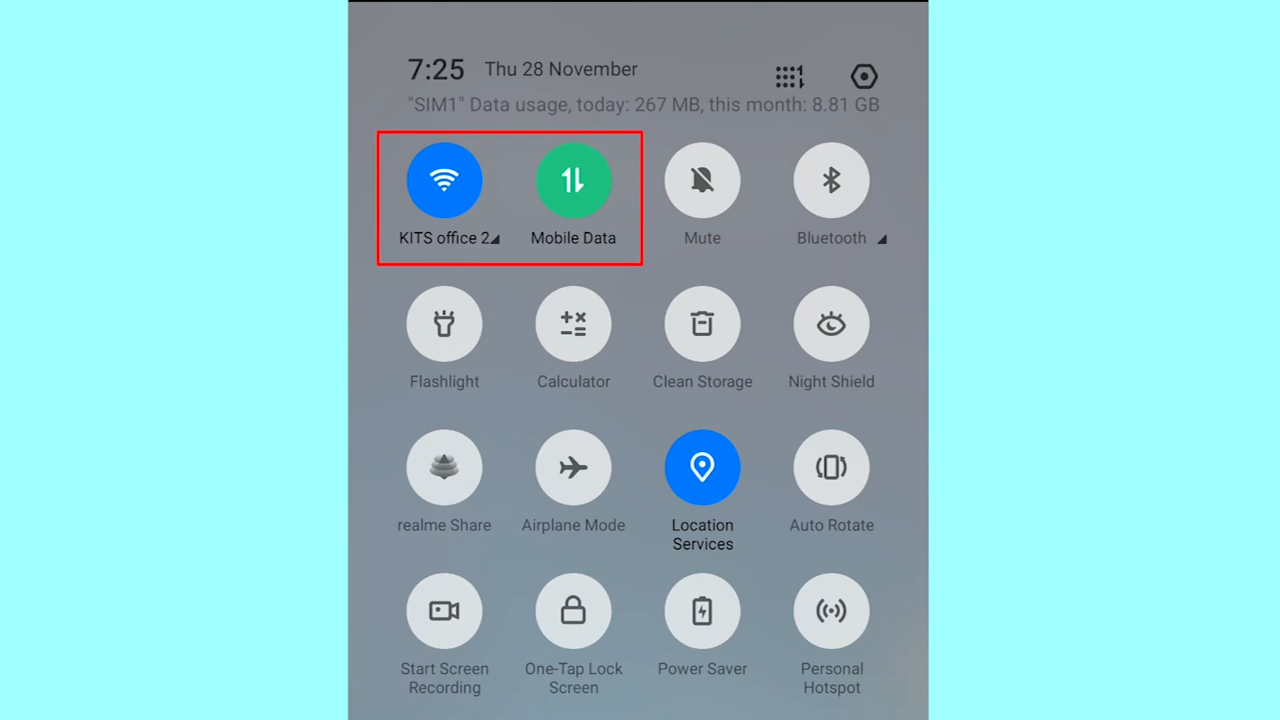 7:25 Thu 28 November
"SIM1" Data usage, today: 267 MB, this month: 8.81 GB
KITS office 2 Mobile Data Mute Bluetooth
Flashlight Calculator Clean Storage Night Shield
realme Share Airplane Mode Location Services Auto Rotate
Start Screen Recording One-Tap Lock Screen Power Saver Personal Hotspot